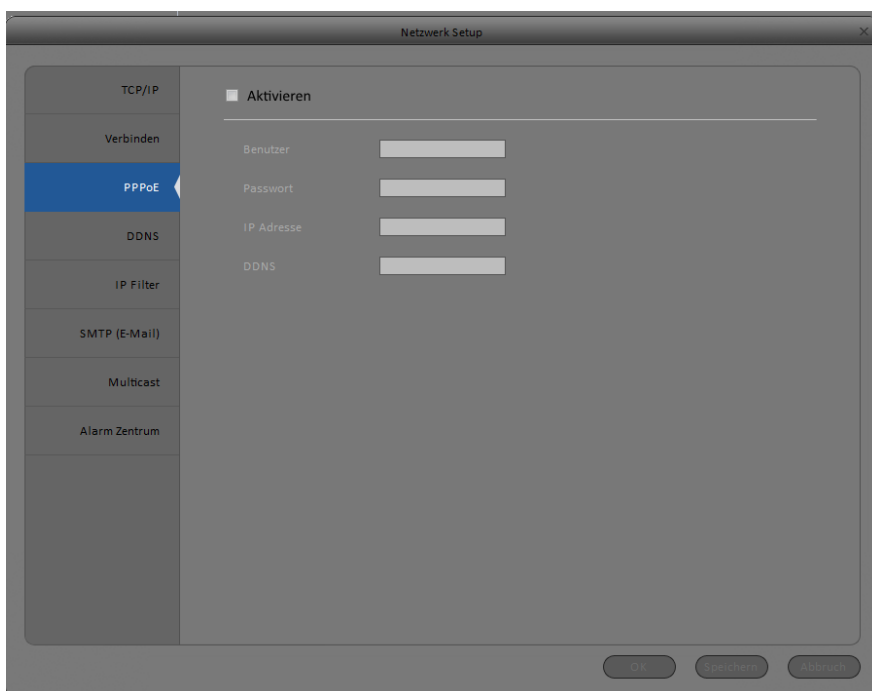 Netzwerk Setup
TCP/IP
Verbinden
PPPoE
DDNS
IP Filter
SMTP (E-Mail)
Multicast
Alarm Zentrum
Aktivieren
Benutzer
Passwort
IP Adresse
DDNS
OK
Speichern
Abbruch